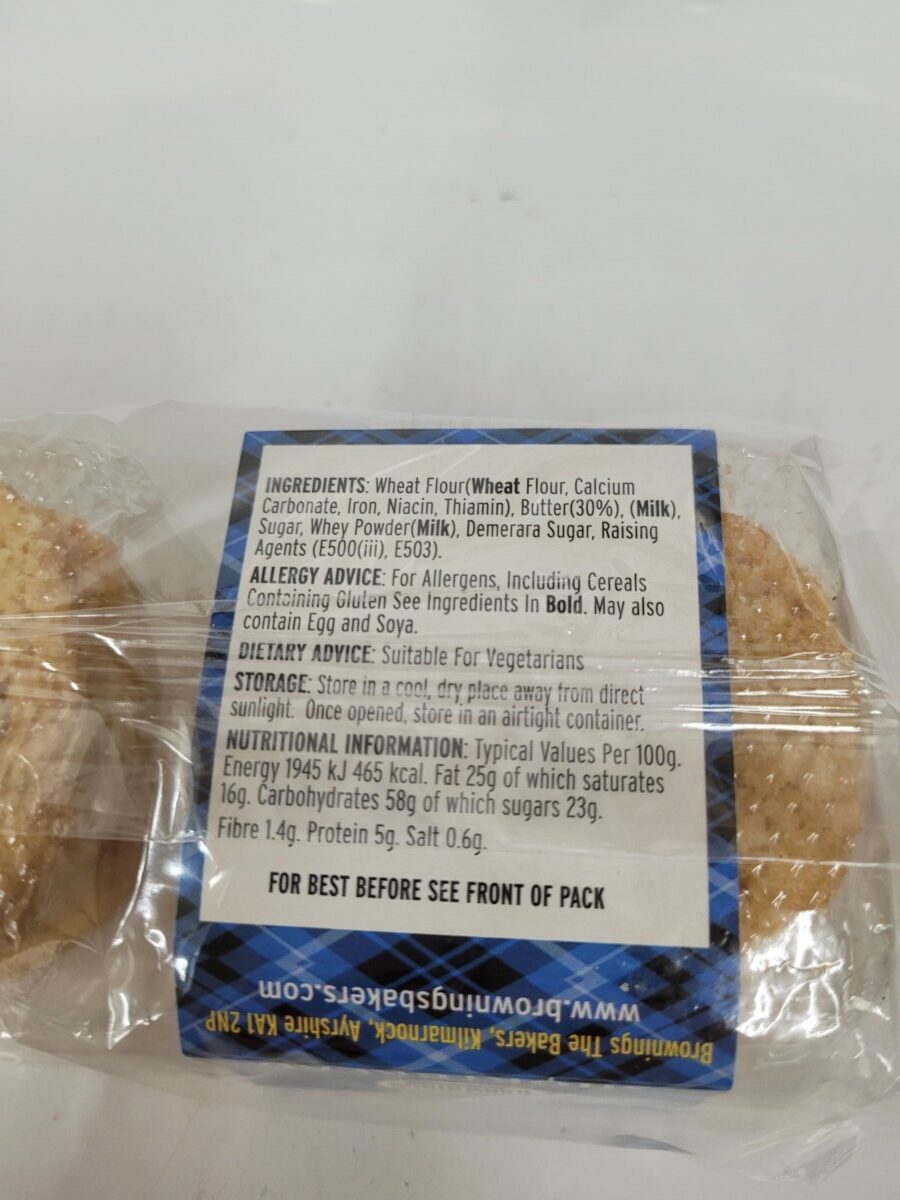 INGREDIENTS: Wheat Flour(Wheat Flour, Calcium
Carbonate, Iron, Niacin, Thiamin), Butter(30%), (Milk),
Sugar, Whey Powder(Milk), Demerara Sugar, Raising
Agents (E500(iii), E503).
ALLERGY ADVICE: For Allergens, Including Cereals
Containing Gluten See Ingredients In Bold. May also
contain Egg and Soya.
DIETARY ADVICE: Suitable For Vegetarians
STORAGE: Store in a cool, dry place away from direct
sunlight. Once opened, store in an airtight container.
NUTRITIONAL INFORMATION: Typical Values Per 100g.
Energy 1945 kJ 465 kcal. Fat 25g of which saturates
16g. Carbohydrates 58g of which sugars 23g.
Fibre 1.4g. Protein 5g. Salt 0.6g.
FOR BEST BEFORE SEE FRONT OF PACK
Brownings The Bakers, Kilmarnock, Ayrshire KA1 2NP
www.browningsbakers.com